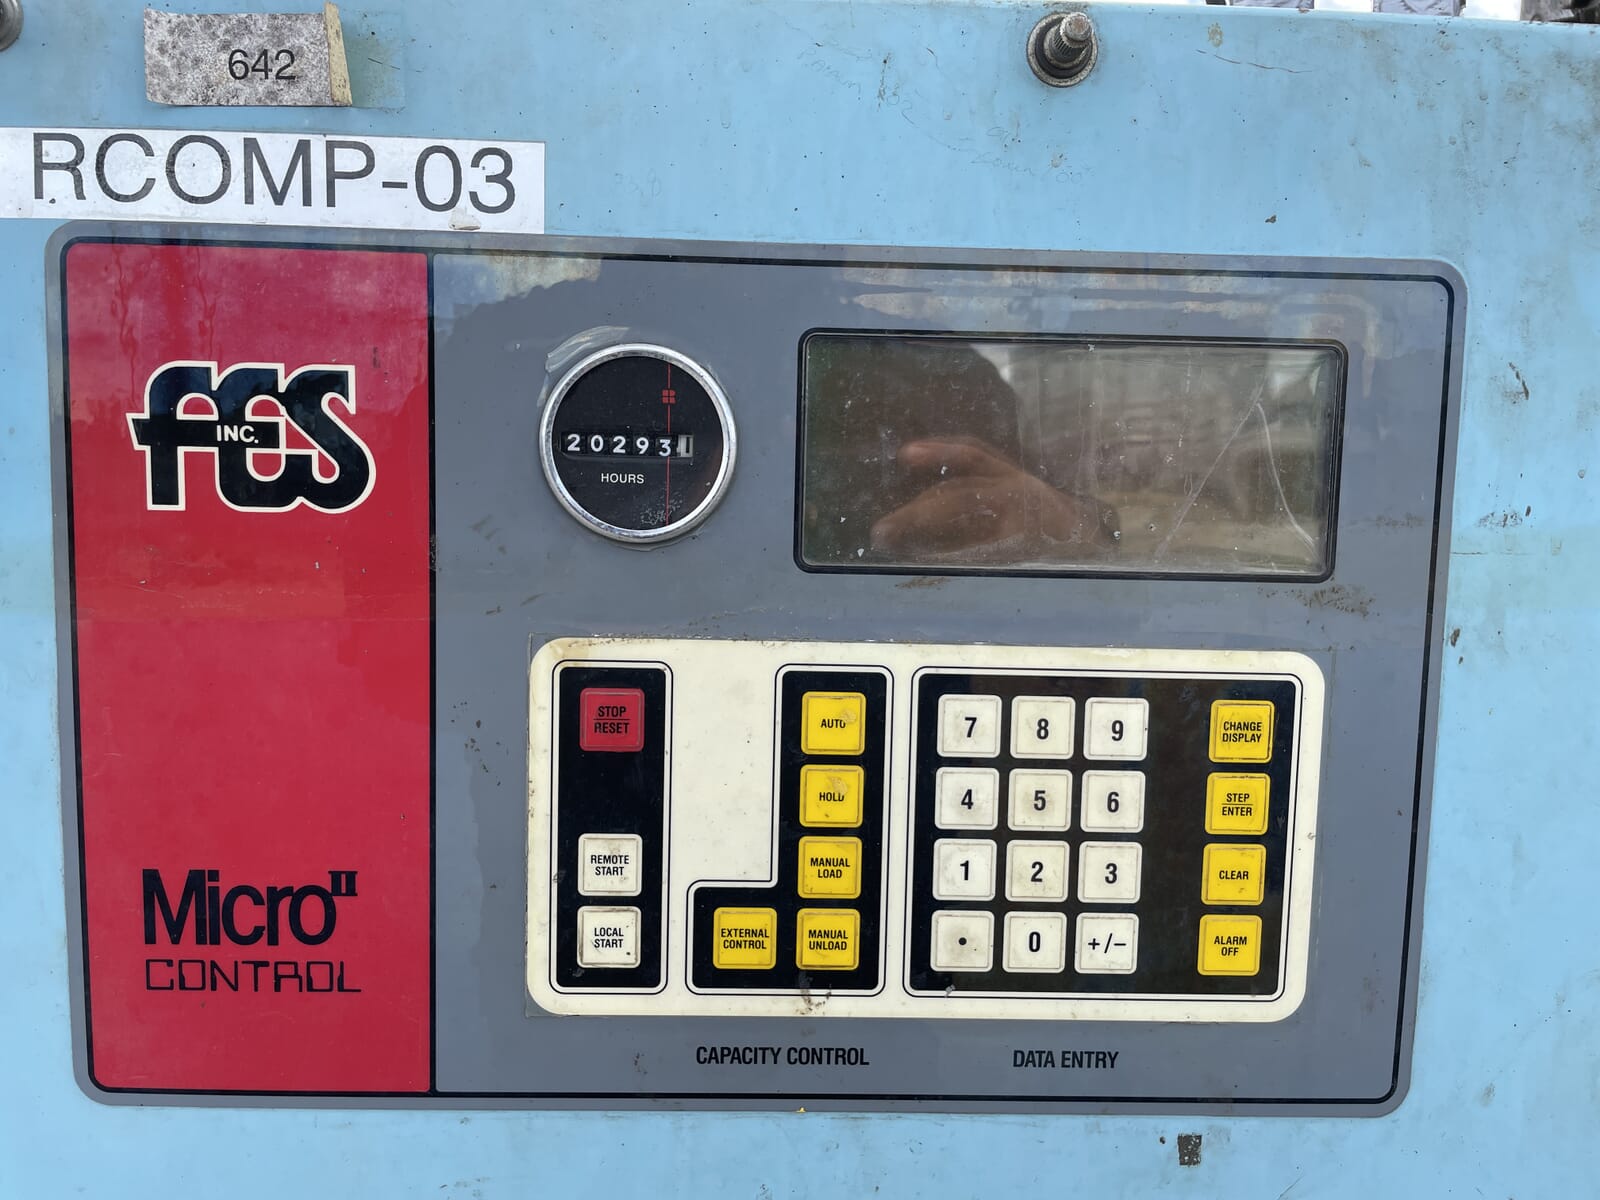 642
RCOMP-03
FES
INC.
Micro II
CONTROL
20293
HOURS
STOP
RESET
REMOTE
START
LOCAL
START
AUTO
HOLD
MANUAL
LOAD
EXTERNAL
CONTROL
MANUAL
UNLOAD
7 8 9
4 5 6
1 2 3
• 0 +/−
CHANGE
DISPLAY
STEP
ENTER
CLEAR
ALARM
OFF
CAPACITY CONTROL
DATA ENTRY